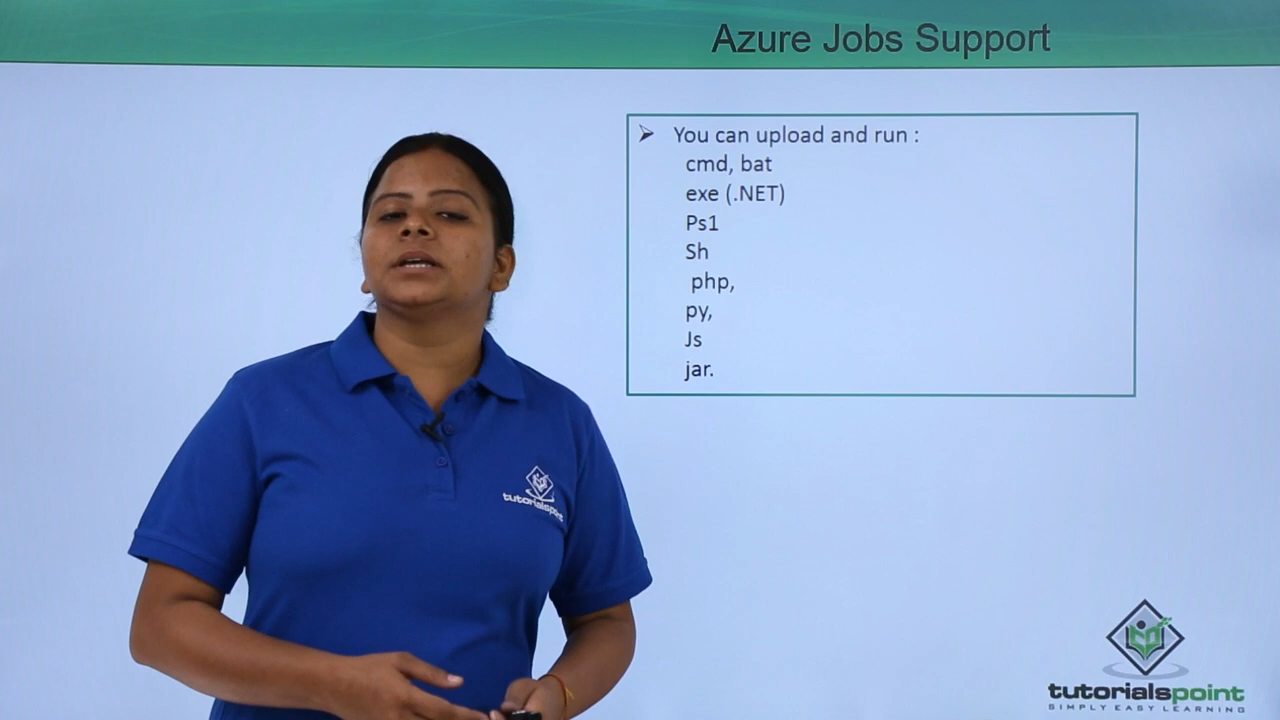 Azure Jobs Support
You can upload and run :
cmd, bat
exe (.NET)
Ps1
Sh
php,
py,
Js
jar.
tutorialspoint
tutorialspoint
SIMPLY EASY LEARNING